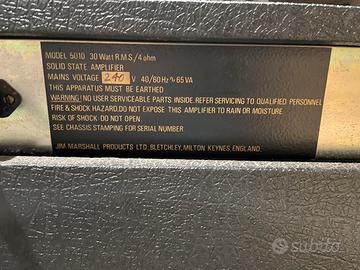 MODEL 5010 30 Watt R.M.S./4 ohm
SOLID STATE AMPLIFIER
MAINS VOLTAGE 240 V 40/60Hz ~ 65 VA
THIS APPARATUS MUST BE EARTHED
WARNING! NO USER SERVICEABLE PARTS INSIDE. REFER SERVICING TO QUALIFIED PERSONNEL
FIRE & SHOCK HAZARD. DO NOT EXPOSE THIS AMPLIFIER TO RAIN OR MOISTURE
RISK OF SHOCK DO NOT OPEN
SEE CHASSIS STAMPING FOR SERIAL NUMBER
JIM MARSHALL PRODUCTS LTD., BLETCHLEY, MILTON KEYNES, ENGLAND.
subito